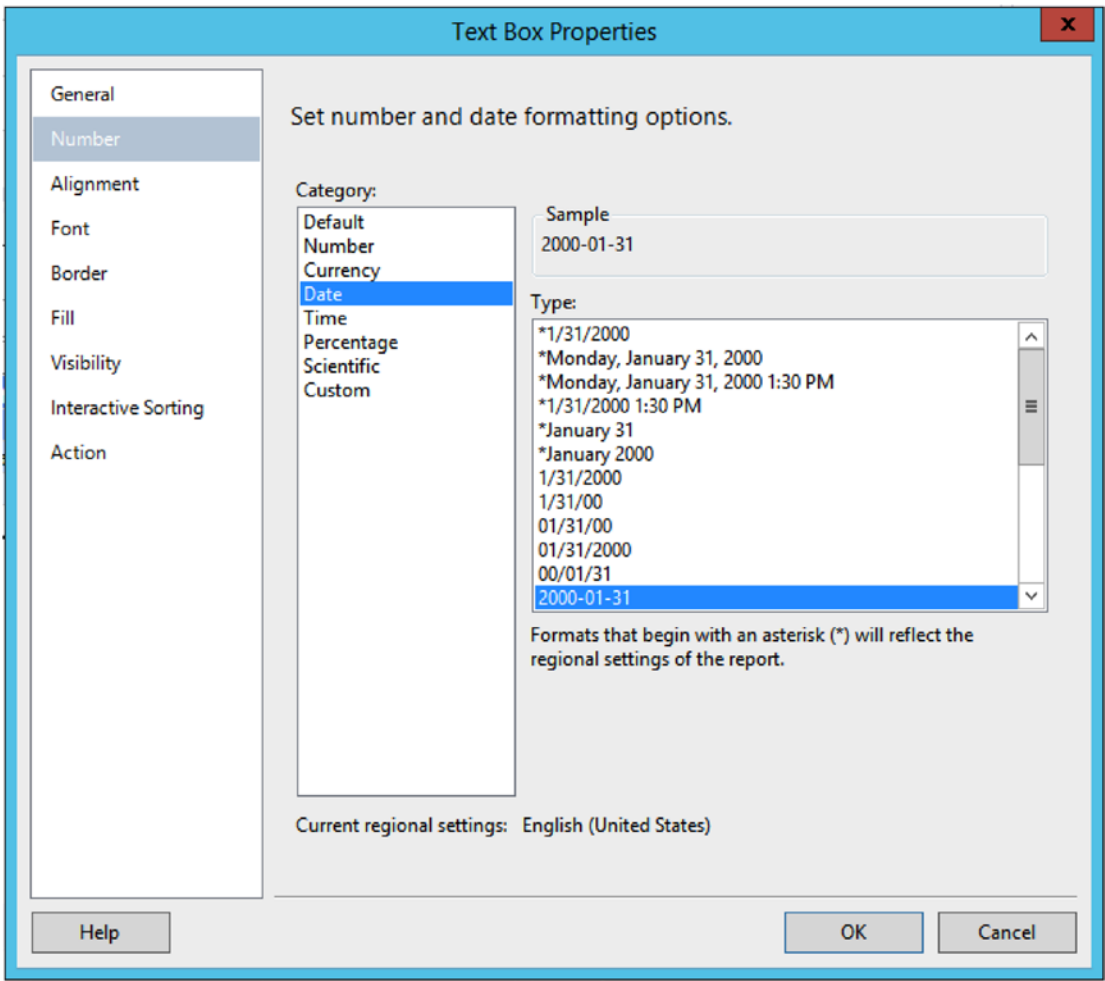 Text Box Properties
x
General
Number
Alignment
Font
Border
Fill
Visibility
Interactive Sorting
Action
Set number and date formatting options.
Category:
Default
Number
Currency
Date
Time
Percentage
Scientific
Custom
Sample
2000-01-31
Type:
*1/31/2000
*Monday, January 31, 2000
*Monday, January 31, 2000 1:30 PM
*1/31/2000 1:30 PM
*January 31
*January 2000
1/31/2000
1/31/00
01/31/00
01/31/2000
00/01/31
2000-01-31
Formats that begin with an asterisk (*) will reflect the
regional settings of the report.
Current regional settings: English (United States)
Help
OK
Cancel